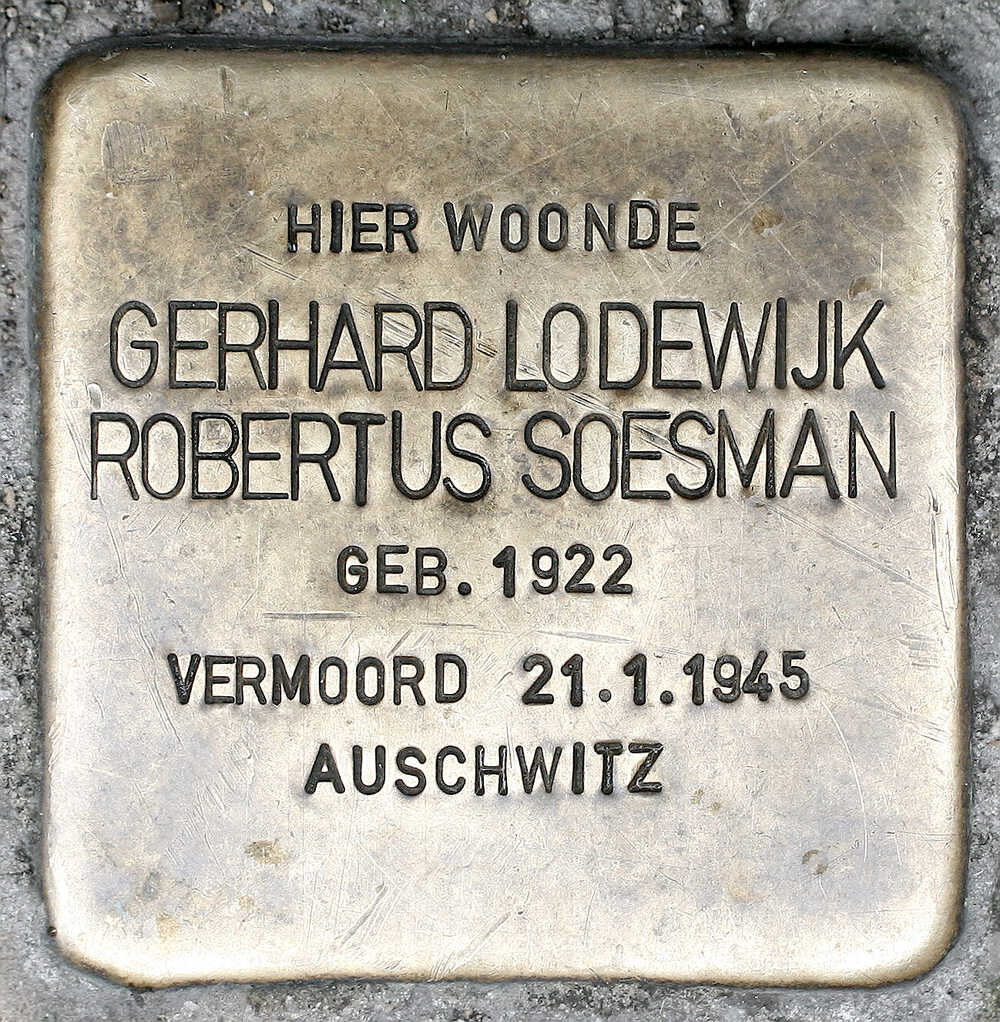 HIER WOONDE
GERHARD LODEWIJK
ROBERTUS SOESMAN
GEB. 1922
VERMOORD 21.1.1945
AUSCHWITZ